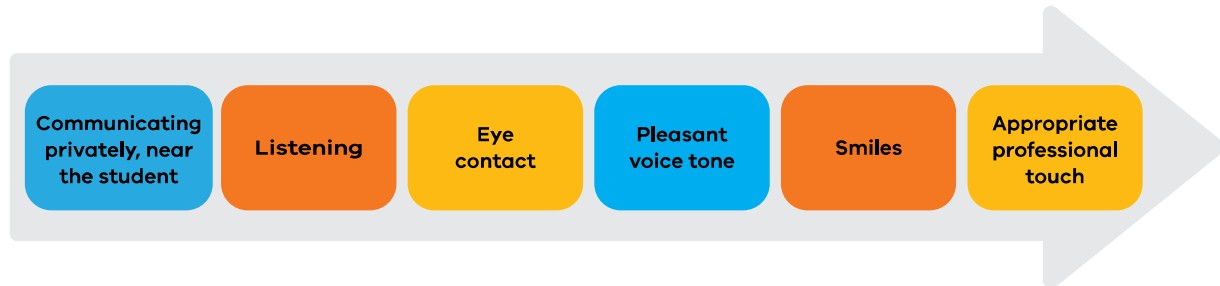 Communicating
privately, near
the student
Listening
Eye
contact
Pleasant
voice tone
Smiles
Appropriate
professional
touch